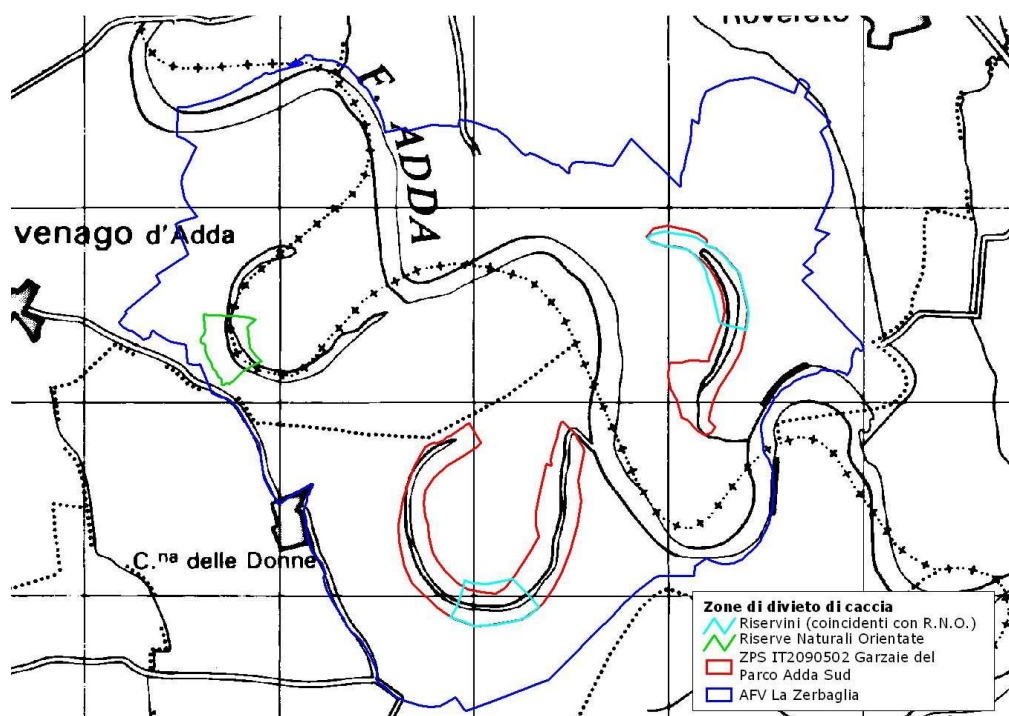 Rovereto
F. ADDA
venago d'Adda
C.na delle Donne
Zone di divieto di caccia
Riservini (coincidenti con R.N.O.)
Riserve Naturali Orientate
ZPS IT2090502 Garzaie del
Parco Adda Sud
AFV La Zerbaglia